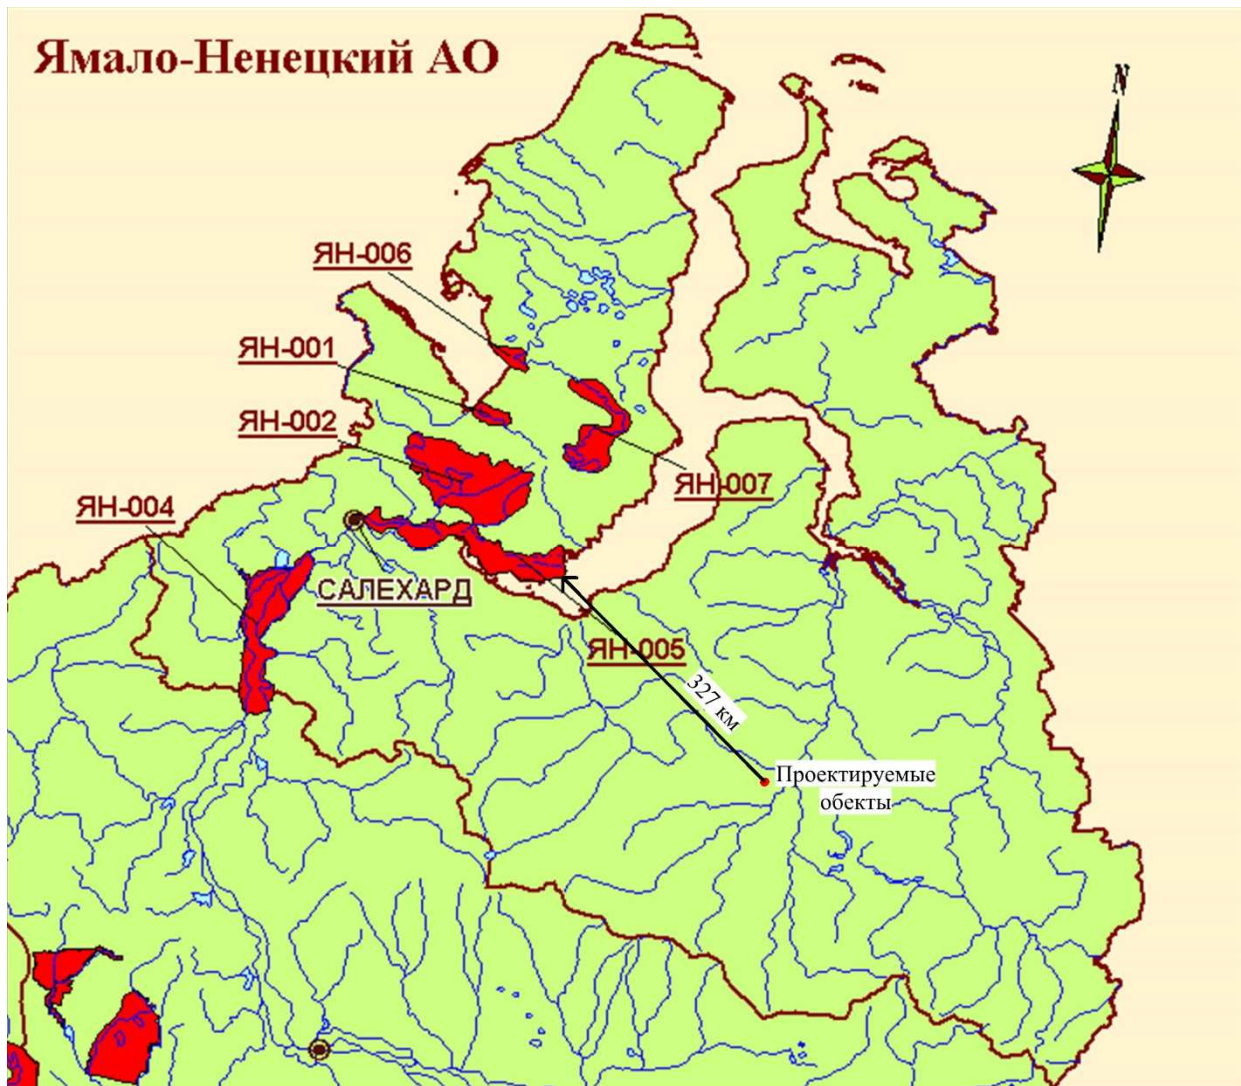 Ямало-Ненецкий АО
N
ЯН-006
ЯН-001
ЯН-002
ЯН-007
ЯН-004
САЛЕХАРД
ЯН-005
327 км
Проектируемые
обекты